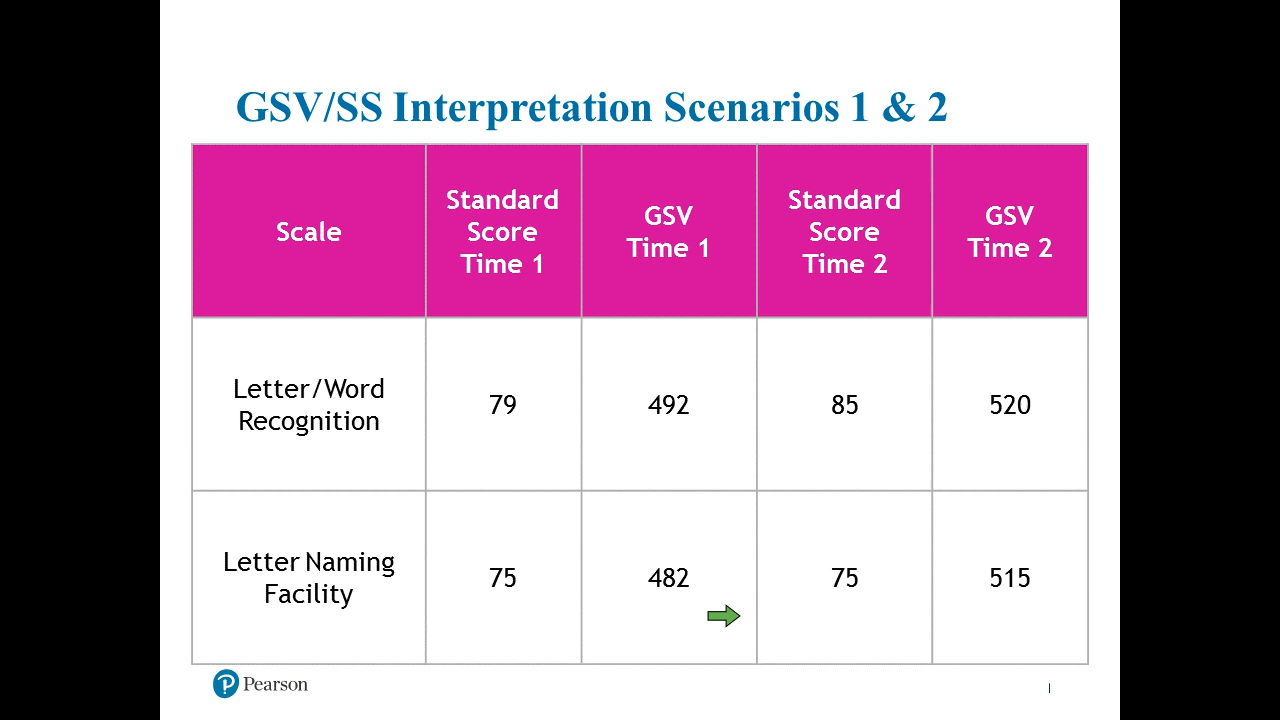 GSV/SS Interpretation Scenarios 1 & 2
Scale
Standard
Score
Time 1
GSV
Time 1
Standard
Score
Time 2
GSV
Time 2
Letter/Word
Recognition
79
492
85
520
Letter Naming
Facility
75
482
75
515
Pearson